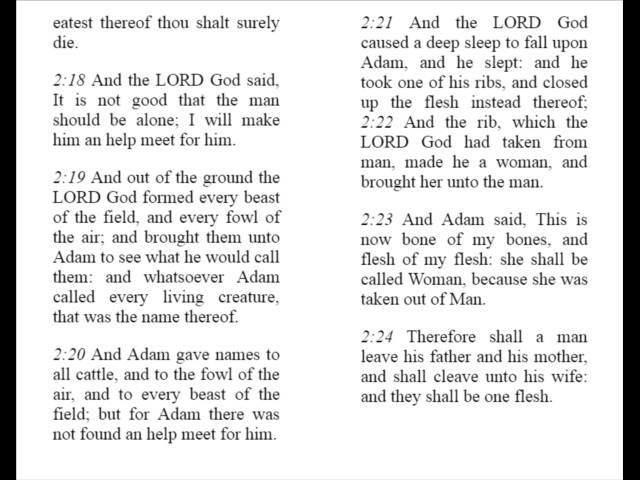 eatest thereof thou shalt surely
die.
2:18 And the LORD God said,
It is not good that the man
should be alone; I will make
him an help meet for him.
2:19 And out of the ground the
LORD God formed every beast
of the field, and every fowl of
the air; and brought them unto
Adam to see what he would call
them: and whatsoever Adam
called every living creature,
that was the name thereof.
2:20 And Adam gave names to
all cattle, and to the fowl of the
air, and to every beast of the
field; but for Adam there was
not found an help meet for him.
2:21 And the LORD God
caused a deep sleep to fall upon
Adam, and he slept: and he
took one of his ribs, and closed
up the flesh instead thereof;
2:22 And the rib, which the
LORD God had taken from
man, made he a woman, and
brought her unto the man.
2:23 And Adam said, This is
now bone of my bones, and
flesh of my flesh: she shall be
called Woman, because she was
taken out of Man.
2:24 Therefore shall a man
leave his father and his mother,
and shall cleave unto his wife:
and they shall be one flesh.